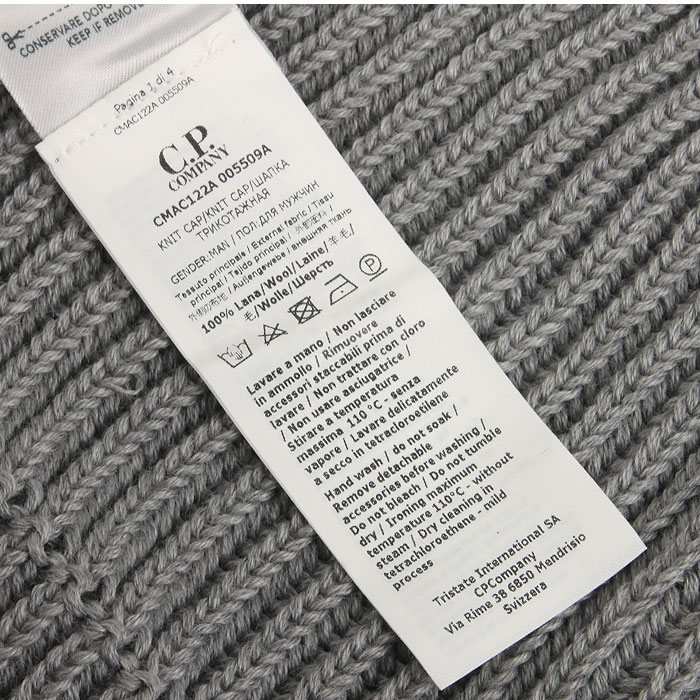 CONSERVARE DOPO
KEEP IF REMOVE
Pagina 1 di 4
CMAC122A 005509A
C.P.
COMPANY
CMAC122A 005509A
KNIT CAP/KNIT CAP/ШАПКА
ТРИКОТАЖНАЯ
GENDER:MAN / ПОЛ:ДЛЯ МУЖЧИН
Tessuto principale / External fabric / Tissu
principal / Tejido principal / 外部面料 /
/ Außengewebe / внешняя ткань
100% Lana/Wool/Laine/羊毛/
毛/Wolle/Шерсть
P
Lavare a mano / Non lasciare
in ammollo / Rimuovere
accessori staccabili prima di
lavare / Non trattare con cloro
/ Non usare asciugatrice /
Stirare a temperatura
massima 110°C - senza
vapore / Lavare delicatamente
a secco in tetracloroetilene
Hand wash / do not soak /
Remove detachable
accessories before washing /
Do not bleach / Do not tumble
dry / Ironing maximum
temperature 110°C - without
steam / Dry cleaning in
tetrachloroethene - mild
process
Tristate International SA
CPCompany
Via Rime 38 6850 Mendrisio
Svizzera